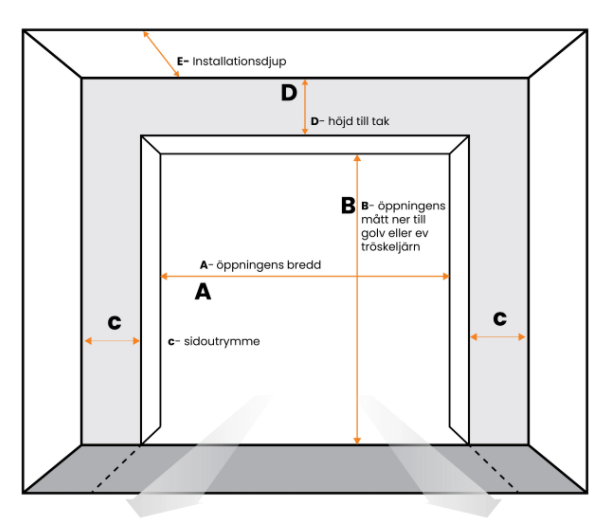 E- Installationsdjup
D
D- höjd till tak
B
B- öppningens
mått ner till
golv eller ev
tröskeljärn
A- öppningens bredd
A
c
c
c- sidoutrymme